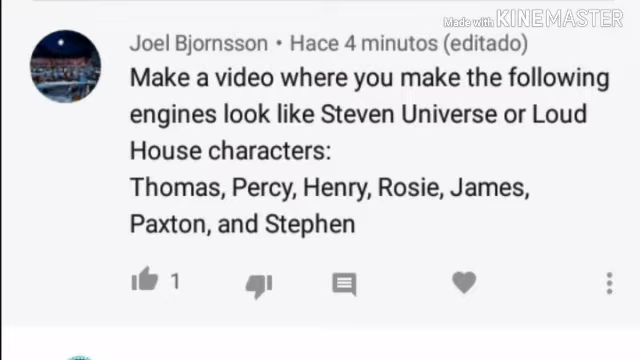 Made with KINEMASTER
Joel Bjornsson • Hace 4 minutos (editado)
Make a video where you make the following
engines look like Steven Universe or Loud
House characters:
Thomas, Percy, Henry, Rosie, James,
Paxton, and Stephen
1